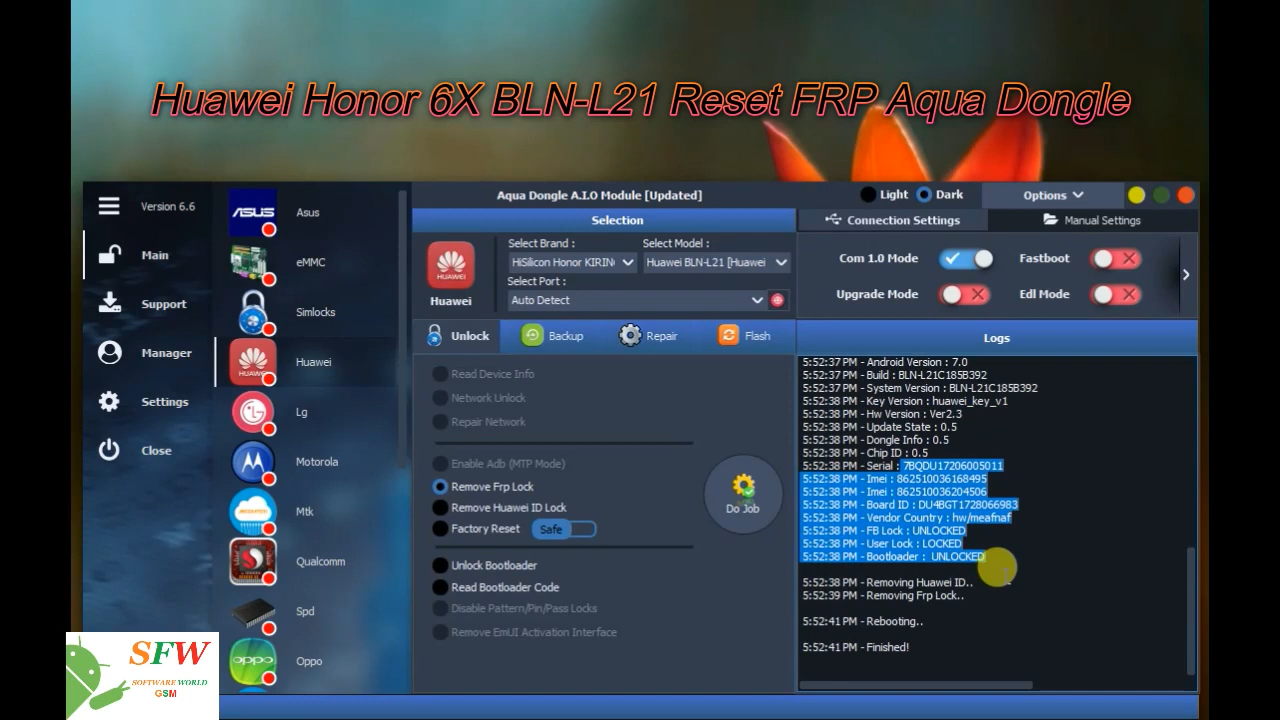 Huawei Honor 6X BLN-L21 Reset FRP Aqua Dongle
Version 6.6
Main
Support
Manager
Settings
Close
ASUS
Asus
eMMC
Simlocks
HUAWEI
Huawei
Lg
Motorola
MEDIATEK
Mtk
Qualcomm
Spd
oppo
Oppo
Aqua Dongle A.I.O Module [Updated]
Light
Dark
Options
Selection
Connection Settings
Manual Settings
HUAWEI
Huawei
Select Brand :
Select Model :
HiSilicon Honor KIRIN
Huawei BLN-L21 [Huawei
Select Port :
Auto Detect
Com 1.0 Mode
Fastboot
Upgrade Mode
Edl Mode
Unlock
Backup
Repair
Flash
Logs
Read Device Info
Network Unlock
Repair Network
Enable Adb (MTP Mode)
Remove Frp Lock
Remove Huawei ID Lock
Factory Reset
Safe
Unlock Bootloader
Read Bootloader Code
Disable Pattern/Pin/Pass Locks
Remove EmUI Activation Interface
Do Job
5:52:37 PM - Android Version : 7.0
5:52:37 PM - Build : BLN-L21C185B392
5:52:37 PM - System Version : BLN-L21C185B392
5:52:38 PM - Key Version : huawei_key_v1
5:52:38 PM - Hw Version : Ver2.3
5:52:38 PM - Update State : 0.5
5:52:38 PM - Dongle Info : 0.5
5:52:38 PM - Chip ID : 0.5
5:52:38 PM - Serial : 7BQDU17206005011
5:52:38 PM - Imei : 862510036168495
5:52:38 PM - Imei : 862510036204506
5:52:38 PM - Board ID : DU4BGT1728066983
5:52:38 PM - Vendor Country : hw/meafnaf
5:52:38 PM - FB Lock : UNLOCKED
5:52:38 PM - User Lock : LOCKED
5:52:38 PM - Bootloader : UNLOCKED
5:52:38 PM - Removing Huawei ID..
5:52:39 PM - Removing Frp Lock..
5:52:41 PM - Rebooting..
5:52:41 PM - Finished!
SFW
SOFTWARE WORLD
GSM